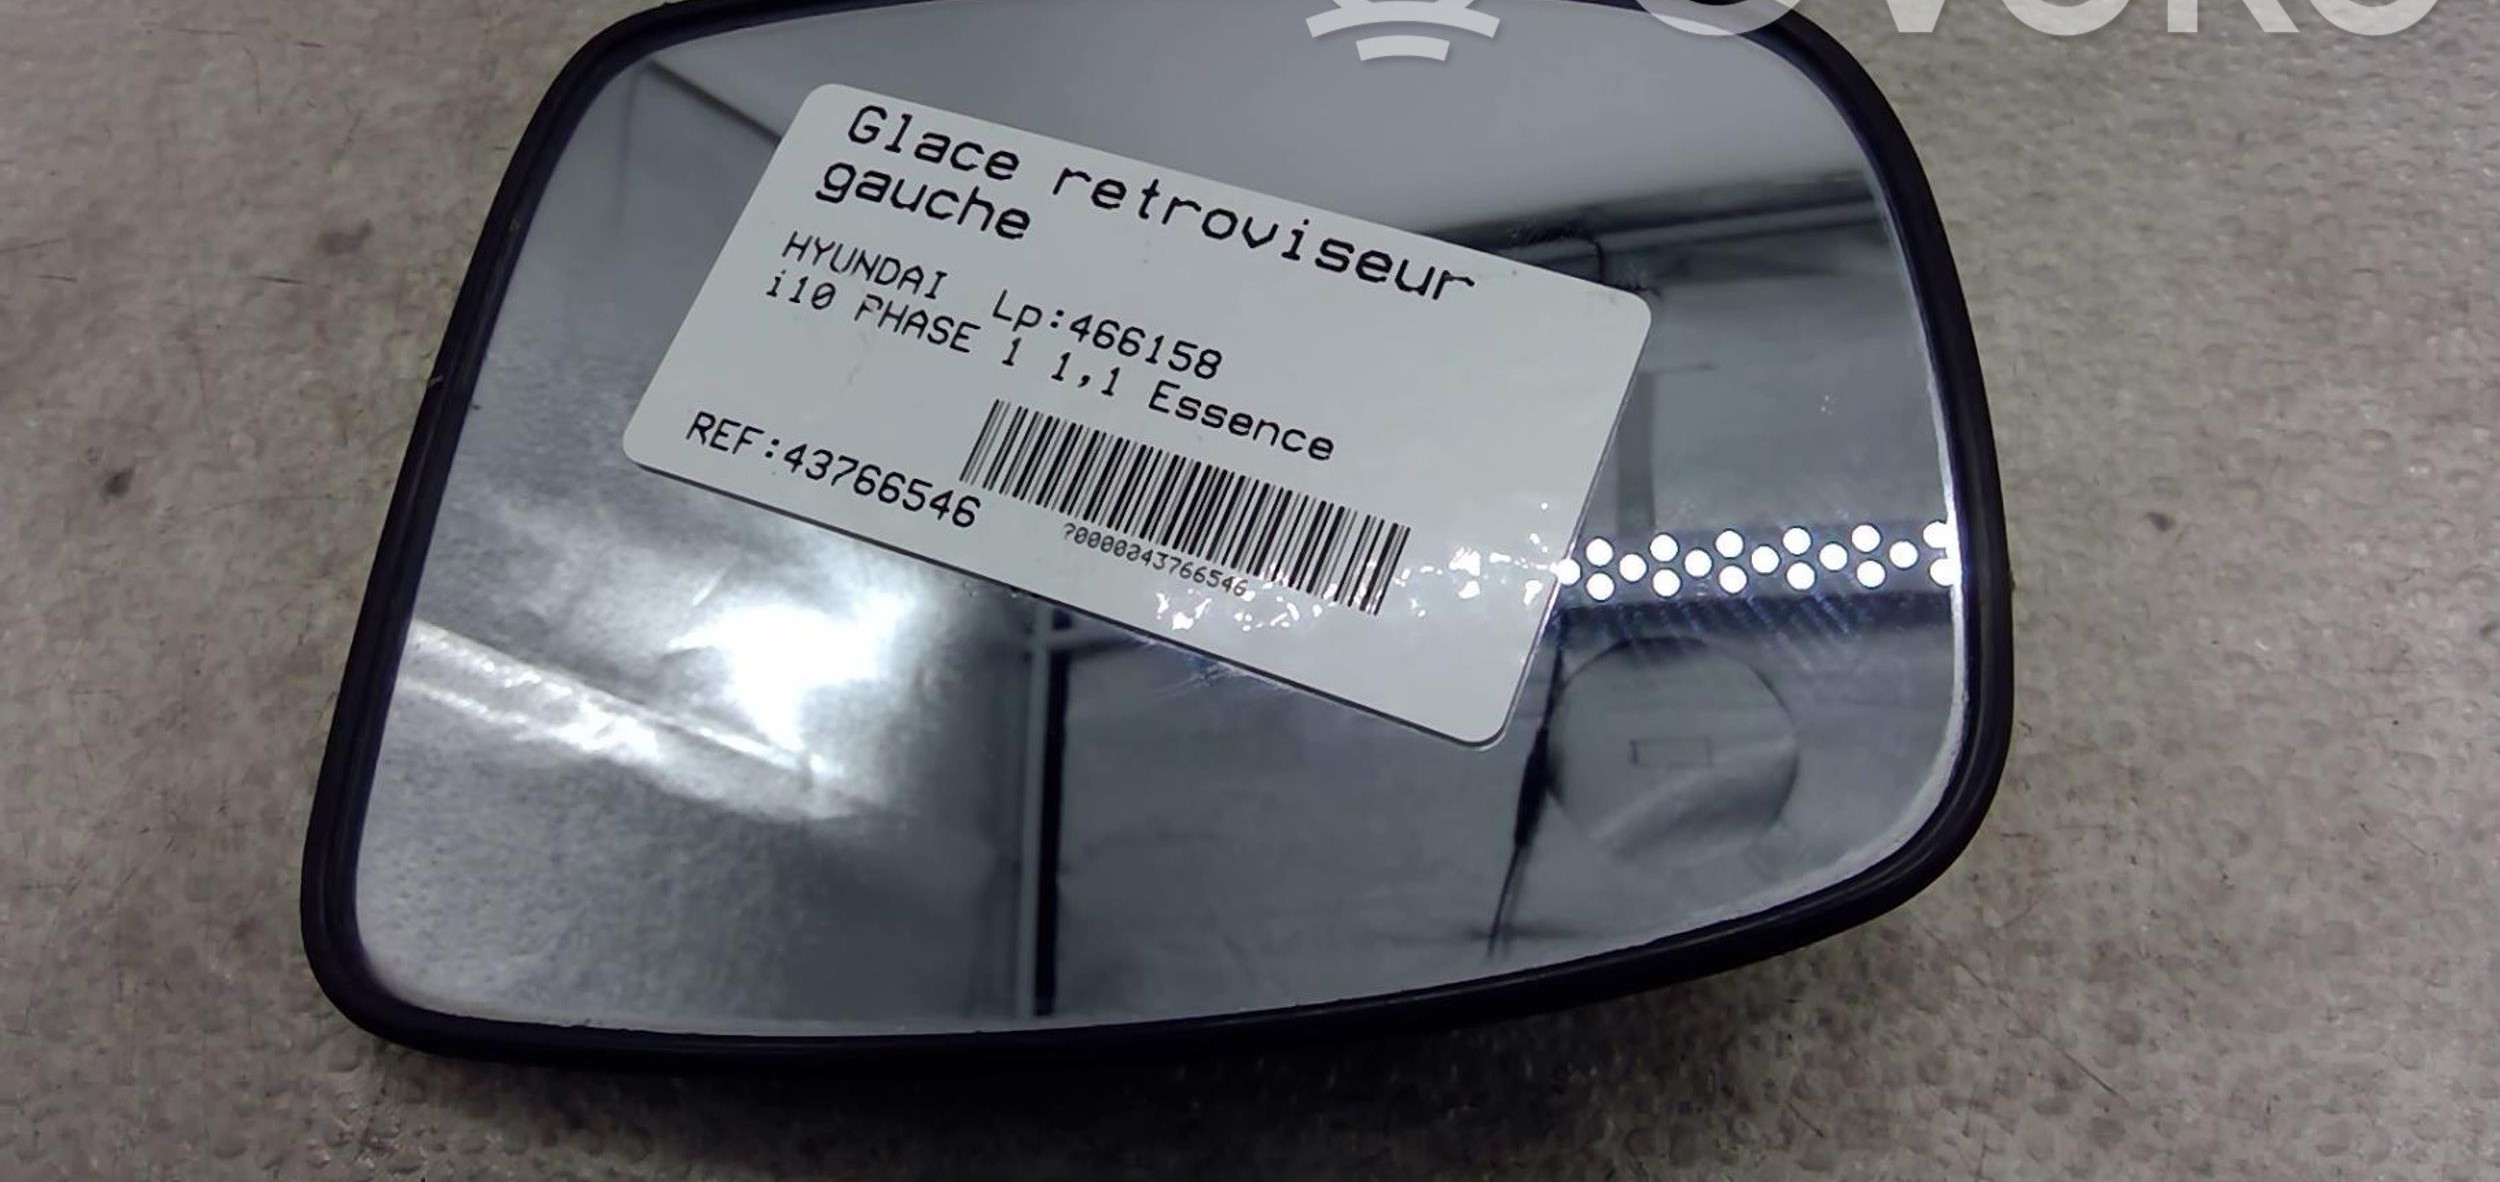 Glace retroviseur
gauche
HYUNDAI Lp:466158
i10 PHASE 1 1,1 Essence
REF:43766546
?0000043766546